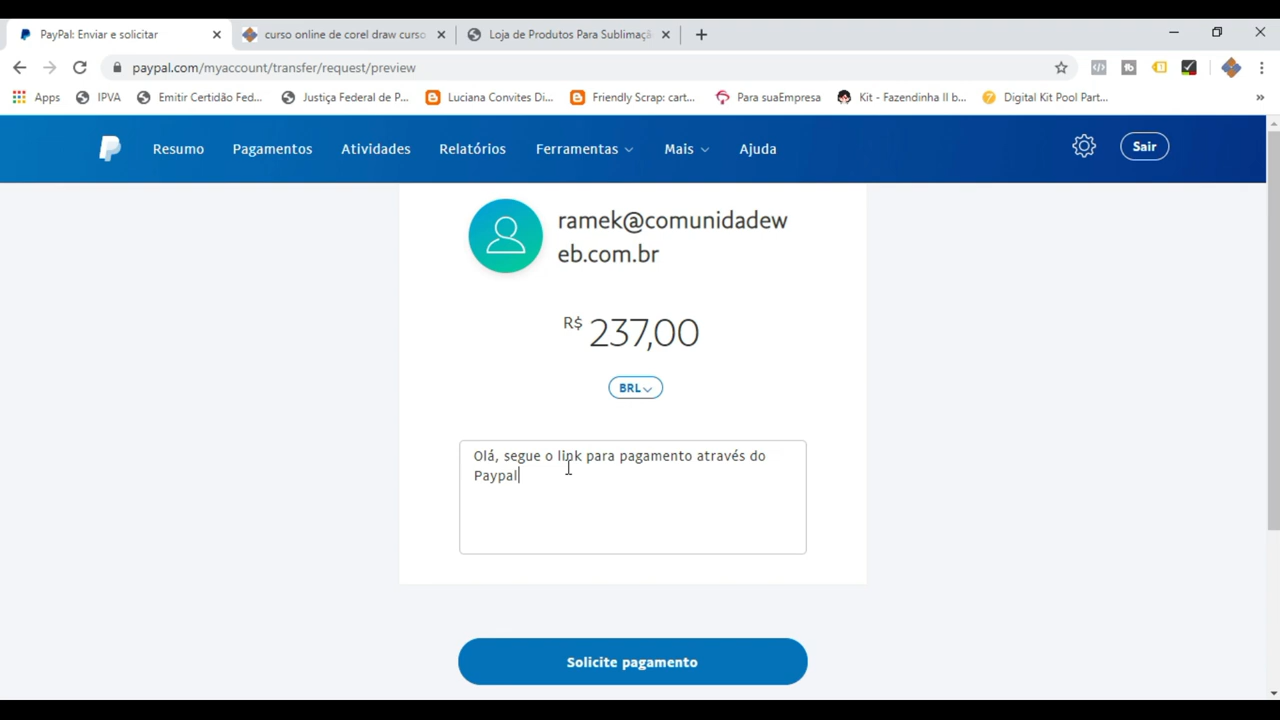 PayPal: Enviar e solicitar
curso online de corel draw curso
Loja de Produtos Para Sublimaçã
paypal.com/myaccount/transfer/request/preview
Apps
IPVA
Emitir Certidão Fed...
Justiça Federal de P...
Luciana Convites Di...
Friendly Scrap: cart...
Para suaEmpresa
Kit - Fazendinha II b...
Digital Kit Pool Part...
»
Resumo
Pagamentos
Atividades
Relatórios
Ferramentas
Mais
Ajuda
Sair
ramek@comunidadew
eb.com.br
R$ 237,00
BRL
Olá, segue o link para pagamento através do
Paypal
Solicite pagamento